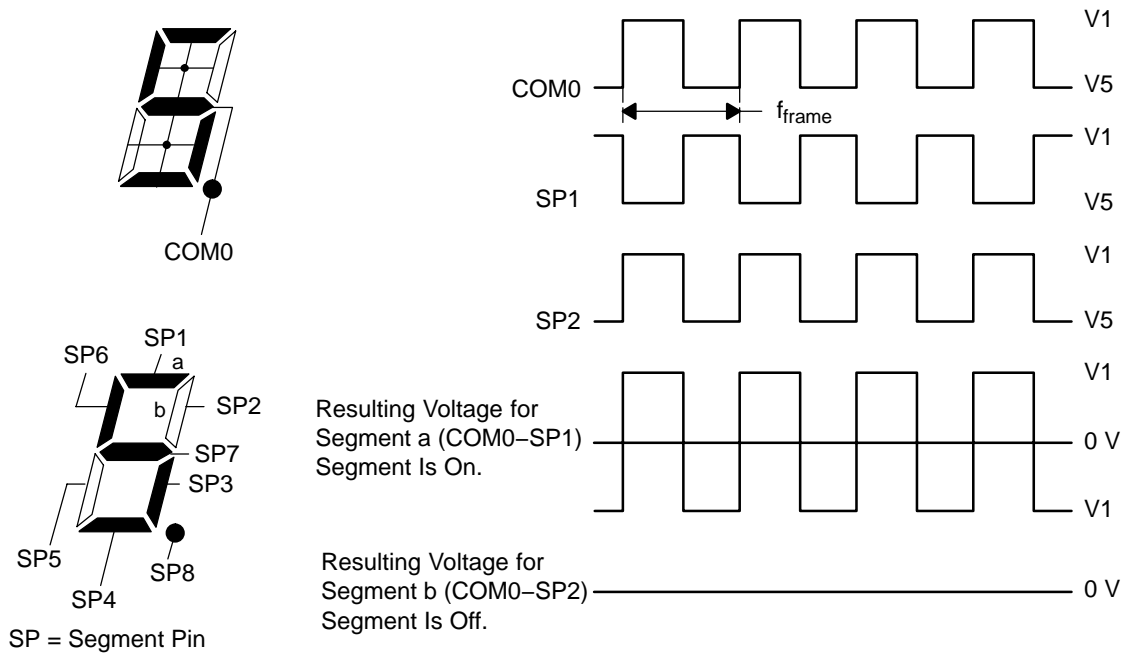 COM0
SP1
a
SP6
b
SP2
SP7
SP3
SP5
SP8
SP4
SP = Segment Pin
V1
COM0
V5
fframe
V1
SP1
V5
V1
SP2
V5
Resulting Voltage for
Segment a (COM0−SP1)
Segment Is On.
V1
0 V
V1
Resulting Voltage for
Segment b (COM0−SP2)
Segment Is Off.
0 V